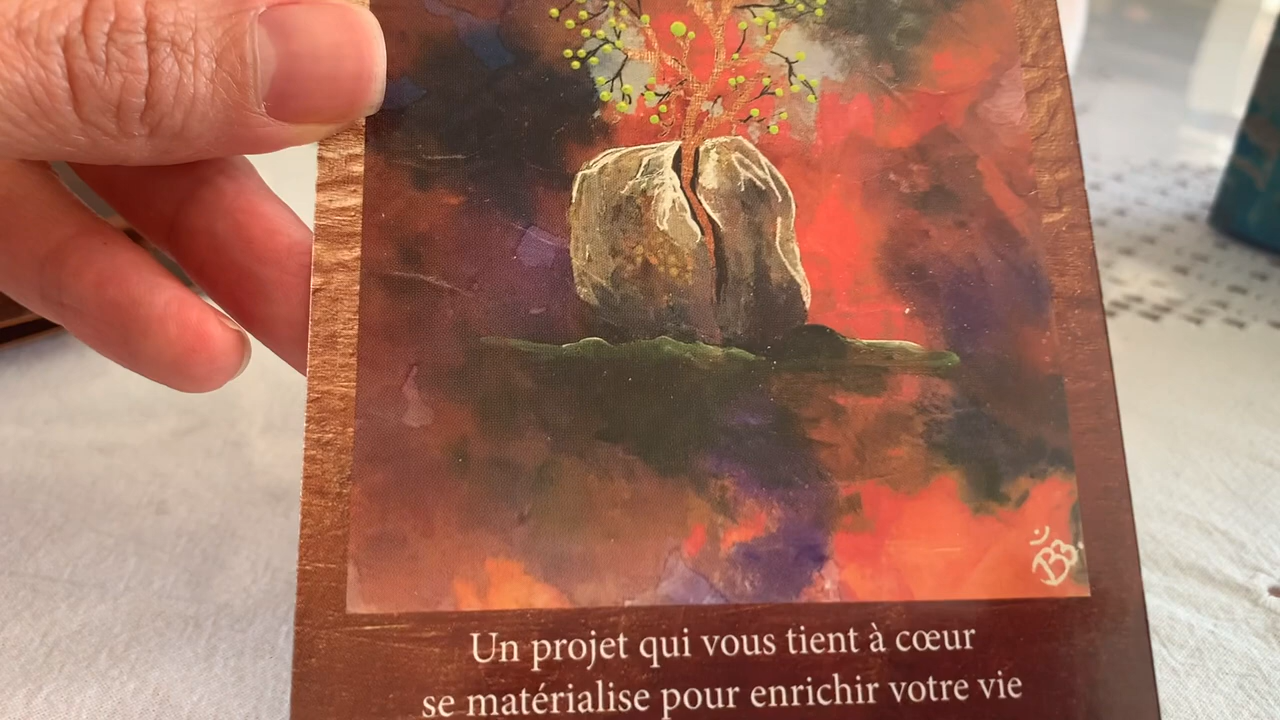 Un projet qui vous tient à cœur
se matérialise pour enrichir votre vie